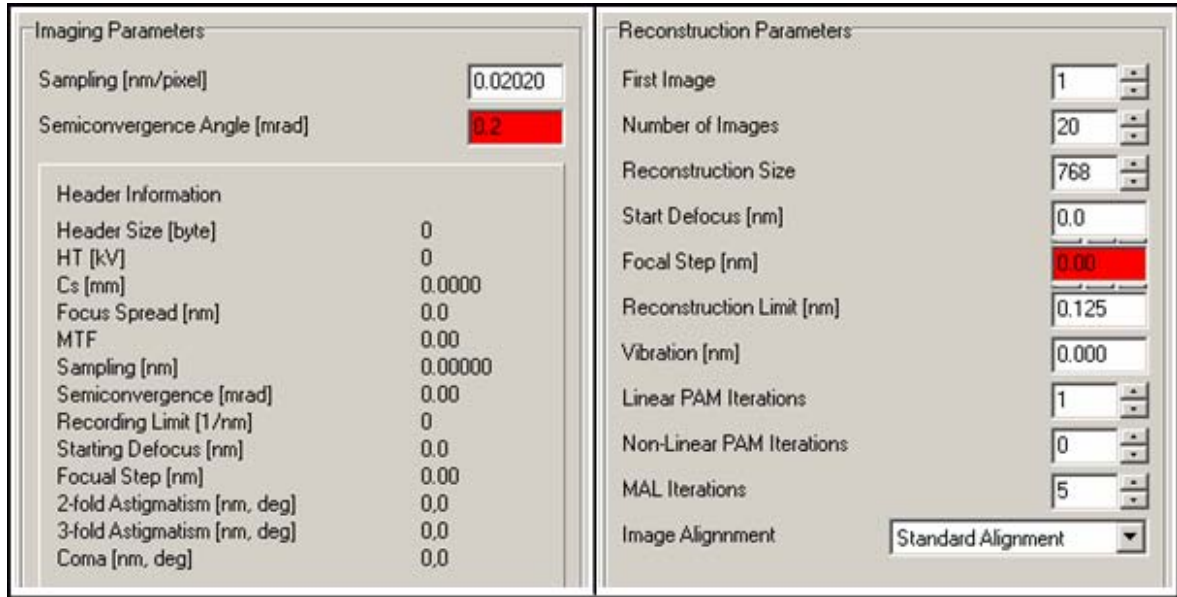 Imaging Parameters
Sampling [nm/pixel] 0.02020
Semiconvergence Angle [mrad] 0.2
Header Information
Header Size [byte] 0
HT [kV] 0
Cs [mm] 0.0000
Focus Spread [nm] 0.0
MTF 0.00
Sampling [nm] 0.00000
Semiconvergence [mrad] 0.00
Recording Limit [1/nm] 0
Starting Defocus [nm] 0.0
Focual Step [nm] 0.00
2-fold Astigmatism [nm, deg] 0,0
3-fold Astigmatism [nm, deg] 0,0
Coma [nm, deg] 0,0
Reconstruction Parameters
First Image 1
Number of Images 20
Reconstruction Size 768
Start Defocus [nm] 0.0
Focal Step [nm] 0.00
Reconstruction Limit [nm] 0.125
Vibration [nm] 0.000
Linear PAM Iterations 1
Non-Linear PAM Iterations 0
MAL Iterations 5
Image Alignnment Standard Alignment